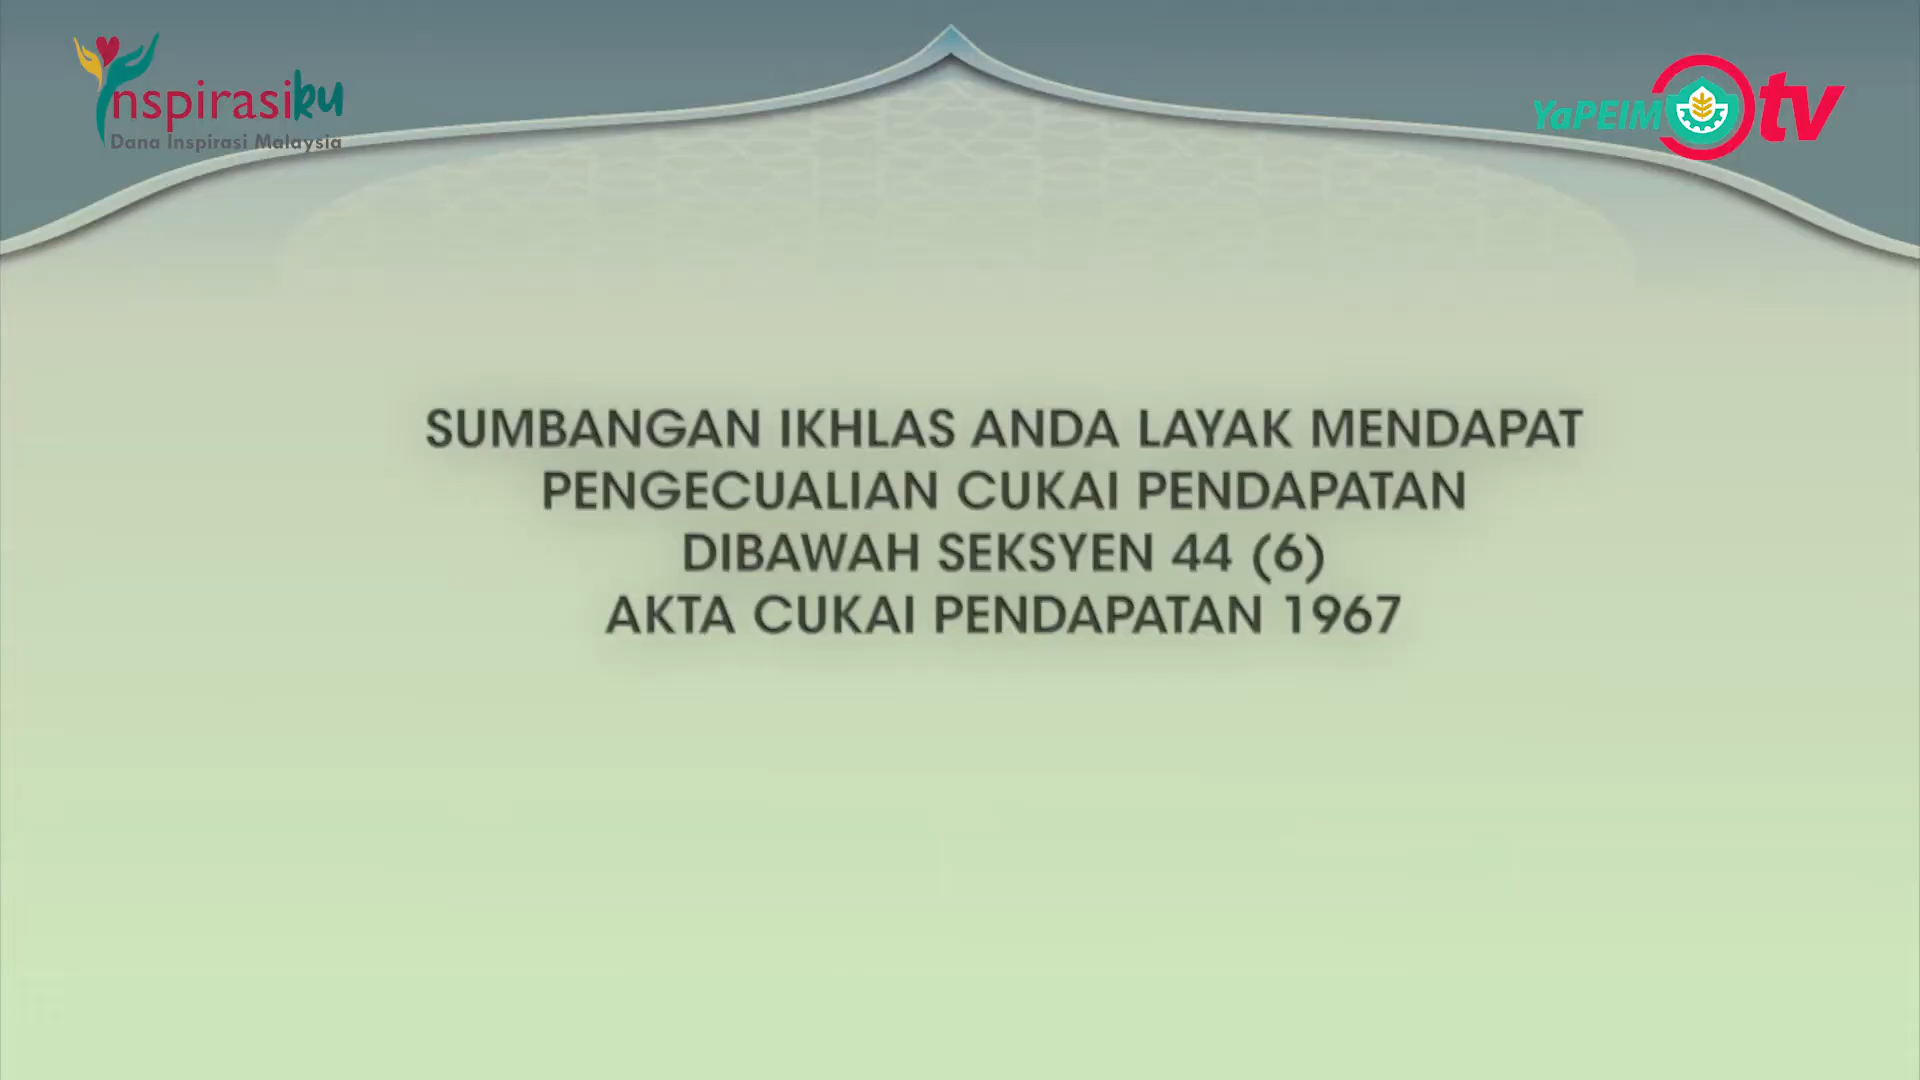 Inspirasiku
Dana Inspirasi Malaysia
YaPEIM tv
SUMBANGAN IKHLAS ANDA LAYAK MENDAPAT
PENGECUALIAN CUKAI PENDAPATAN
DIBAWAH SEKSYEN 44 (6)
AKTA CUKAI PENDAPATAN 1967